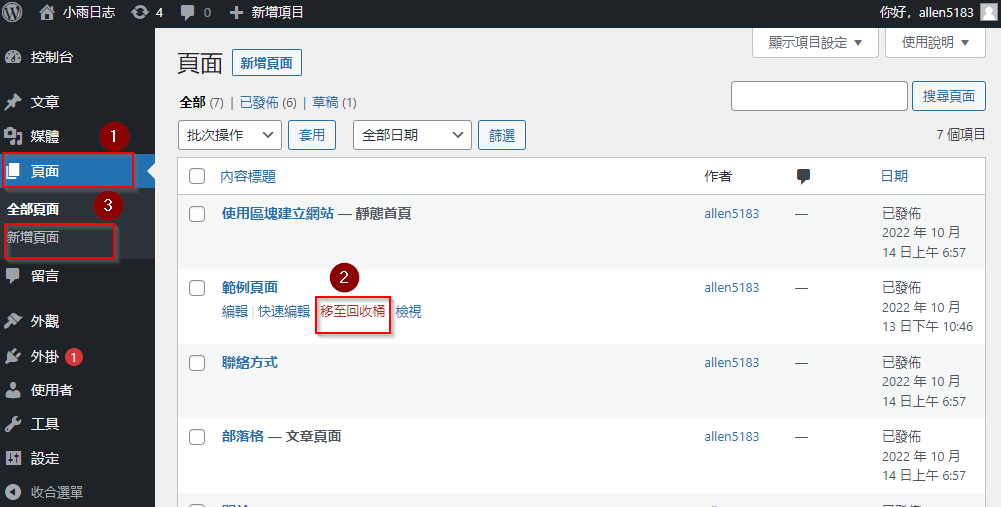 小雨日志 4 0 新增項目 你好，allen5183
控制台
文章
媒體
1
頁面
全部頁面
3
新增頁面
留言
外觀
外掛 1
使用者
工具
設定
收合選單
顯示項目設定 使用說明
頁面 新增頁面
全部 (7) | 已發佈 (6) | 草稿 (1)
搜尋頁面
批次操作 套用 全部日期 篩選 7 個項目
內容標題 作者 日期
使用區塊建立網站 — 靜態首頁 allen5183 — 已發佈
2022 年 10 月
14 日上午 6:57
2
範例頁面 allen5183 — 已發佈
編輯 | 快速編輯 移至回收桶 檢視 2022 年 10 月
13 日下午 10:46
聯絡方式 allen5183 — 已發佈
2022 年 10 月
14 日上午 6:57
部落格 — 文章頁面 allen5183 — 已發佈
2022 年 10 月
14 日上午 6:57